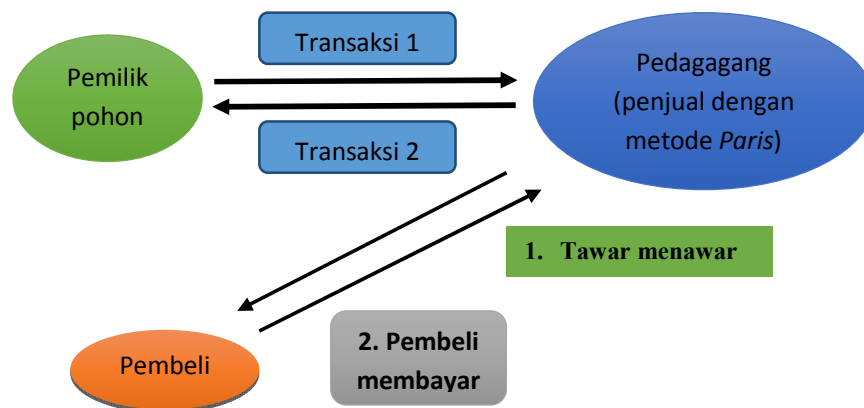 Transaksi 1
Pemilik
pohon
Pedagagang
(penjual dengan
metode Paris)
Transaksi 2
1. Tawar menawar
2. Pembeli
membayar
Pembeli